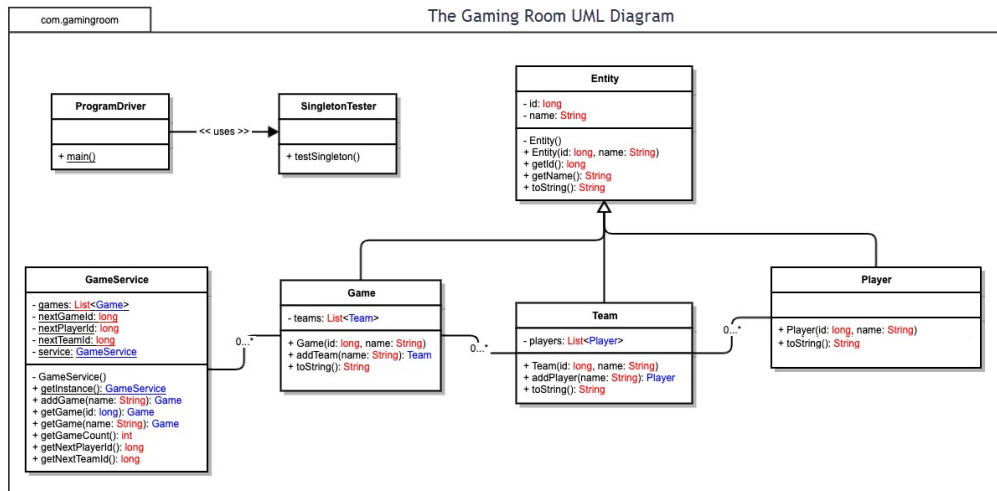 com.gamingroom
The Gaming Room UML Diagram
ProgramDriver
+ main()
<< uses >>
SingletonTester
+ testSingleton()
Entity
- id: long
- name: String
- Entity()
+ Entity(id: long, name: String)
+ getId(): long
+ getName(): String
+ toString(): String
GameService
- games: List<Game>
- nextGameId: long
- nextPlayerId: long
- nextTeamId: long
- service: GameService
- GameService()
+ getInstance(): GameService
+ addGame(name: String): Game
+ getGame(id: long): Game
+ getGame(name: String): Game
+ getGameCount(): int
+ getNextPlayerId(): long
+ getNextTeamId(): long
0...*
Game
- teams: List<Team>
+ Game(id: long, name: String)
+ addTeam(name: String): Team
+ toString(): String
0...*
Team
- players: List<Player>
+ Team(id: long, name: String)
+ addPlayer(name: String): Player
+ toString(): String
0...*
Player
+ Player(id: long, name: String)
+ toString(): String